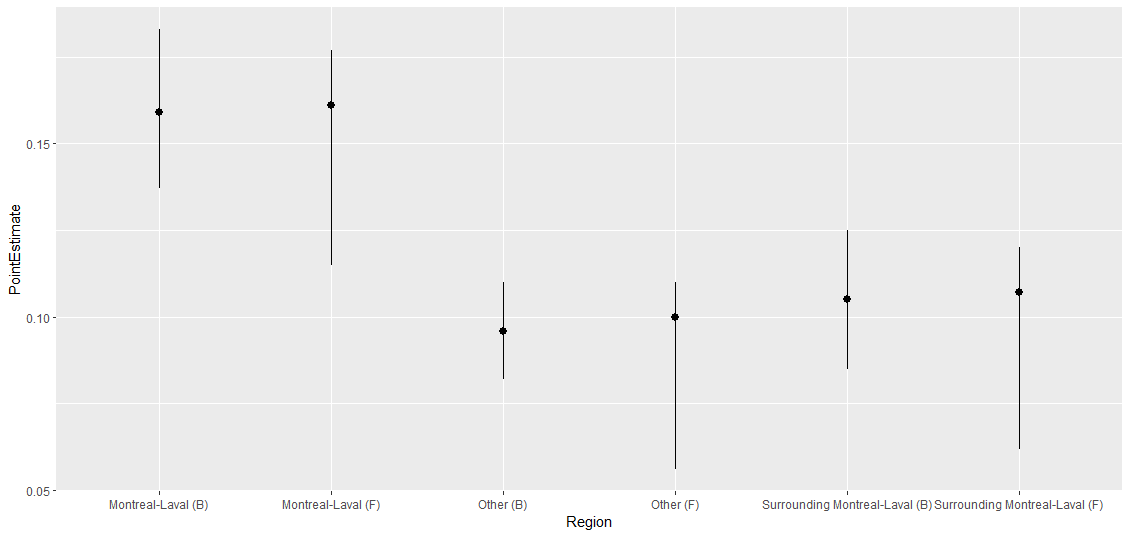 PointEstimate
0.15
0.10
0.05
Montreal-Laval (B) Montreal-Laval (F) Other (B) Other (F) Surrounding Montreal-Laval (B) Surrounding Montreal-Laval (F)
Region